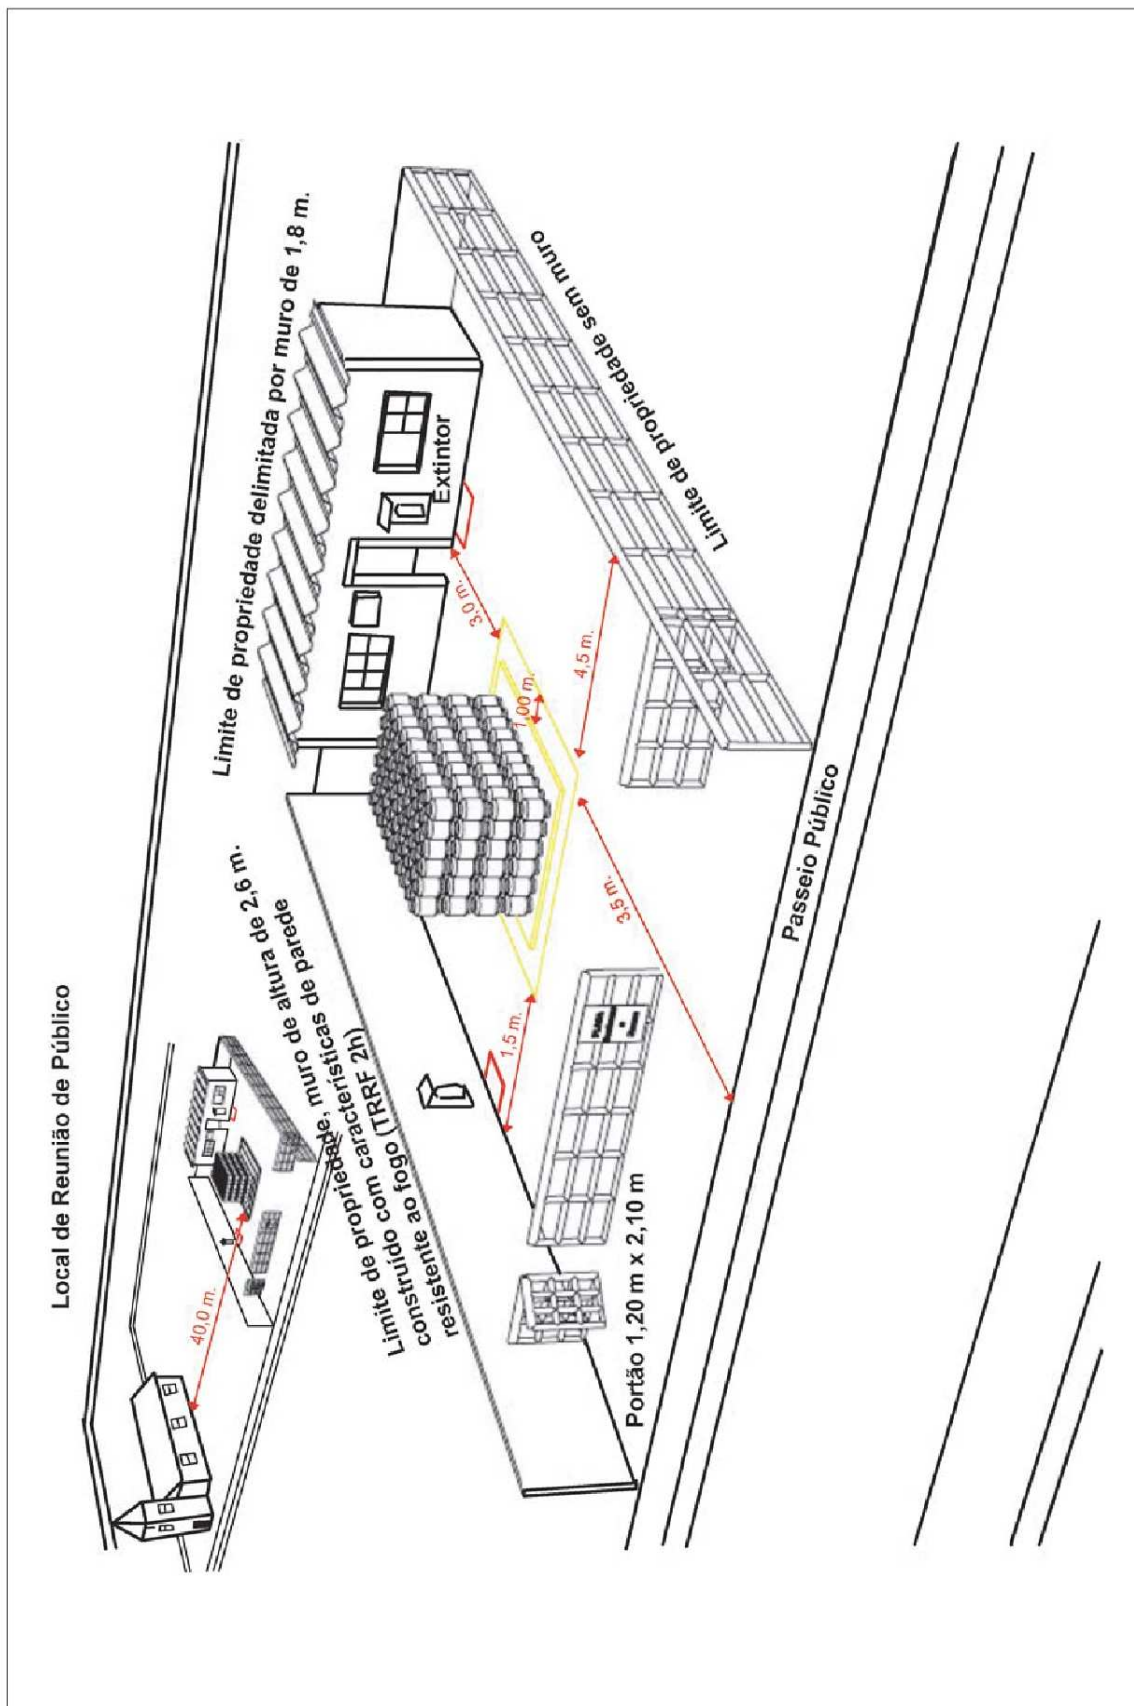 Local de Reunião de Público
40,0 m.
Limite de propriedade delimitada por muro de 1,8 m.
Limite de propriedade, muro de altura de 2,6 m.
construido com características de parede
resistente ao fogo (TRRF 2h)
Extintor
3,0 m.
1,00 m.
4,5 m.
1,5 m.
3,5 m.
Limite de propriedade sem muro
Portão 1,20 m x 2,10 m
Passeio Público